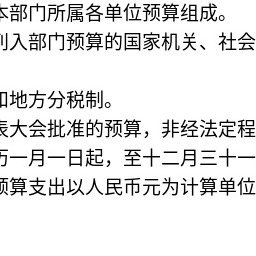 本部门所属各单位预算组成。
列入部门预算的国家机关、社会
和地方分税制。
表大会批准的预算，非经法定程
历一月一日起，至十二月三十一
预算支出以人民币元为计算单位